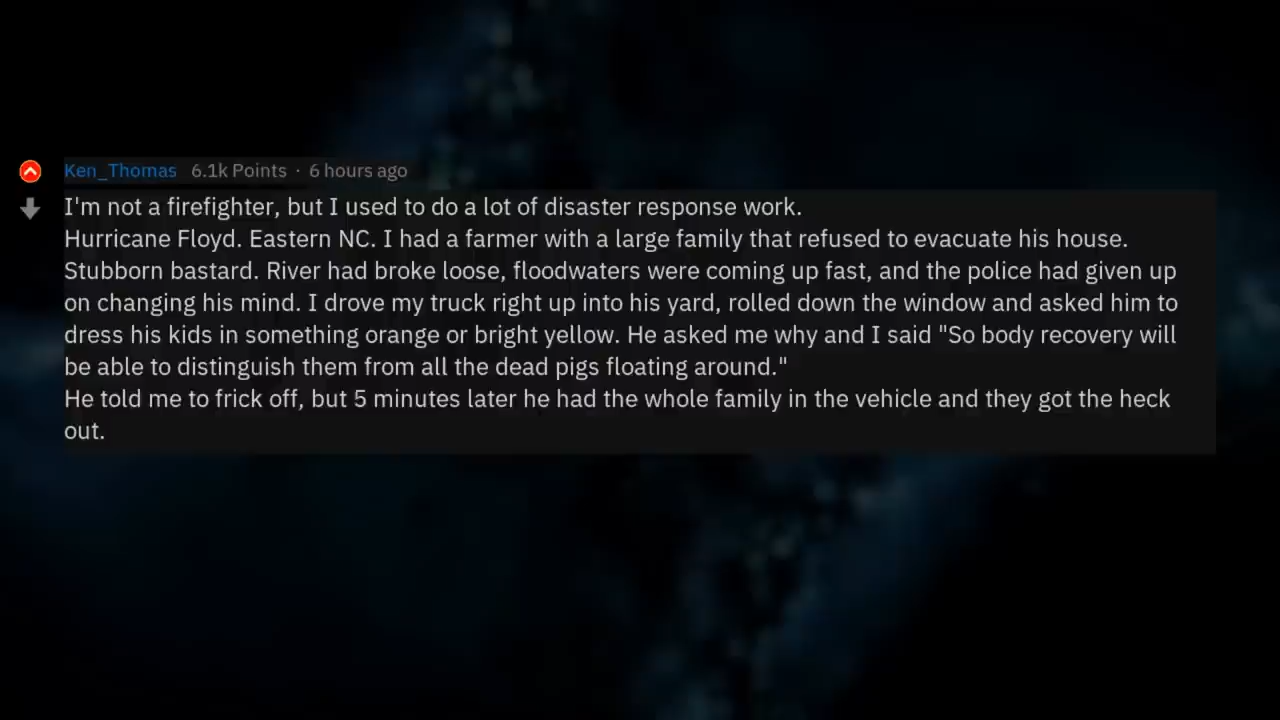 Ken_Thomas 6.1k Points · 6 hours ago
I'm not a firefighter, but I used to do a lot of disaster response work.
Hurricane Floyd. Eastern NC. I had a farmer with a large family that refused to evacuate his house.
Stubborn bastard. River had broke loose, floodwaters were coming up fast, and the police had given up
on changing his mind. I drove my truck right up into his yard, rolled down the window and asked him to
dress his kids in something orange or bright yellow. He asked me why and I said "So body recovery will
be able to distinguish them from all the dead pigs floating around."
He told me to frick off, but 5 minutes later he had the whole family in the vehicle and they got the heck
out.